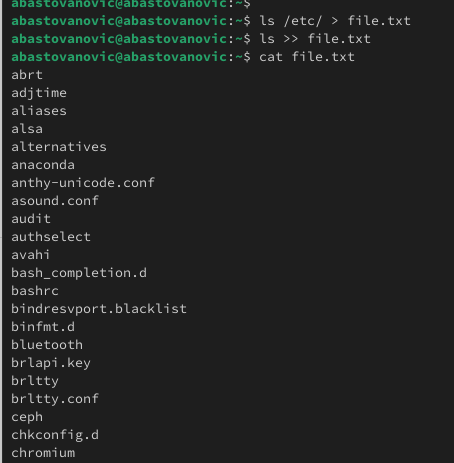 abastovanovic@abastovanovic:~$
abastovanovic@abastovanovic:~$ ls /etc/ > file.txt
abastovanovic@abastovanovic:~$ ls >> file.txt
abastovanovic@abastovanovic:~$ cat file.txt
abrt
adjtime
aliases
alsa
alternatives
anaconda
anthy-unicode.conf
asound.conf
audit
authselect
avahi
bash_completion.d
bashrc
bindresvport.blacklist
binfmt.d
bluetooth
brlapi.key
brltty
brltty.conf
ceph
chkconfig.d
chromium